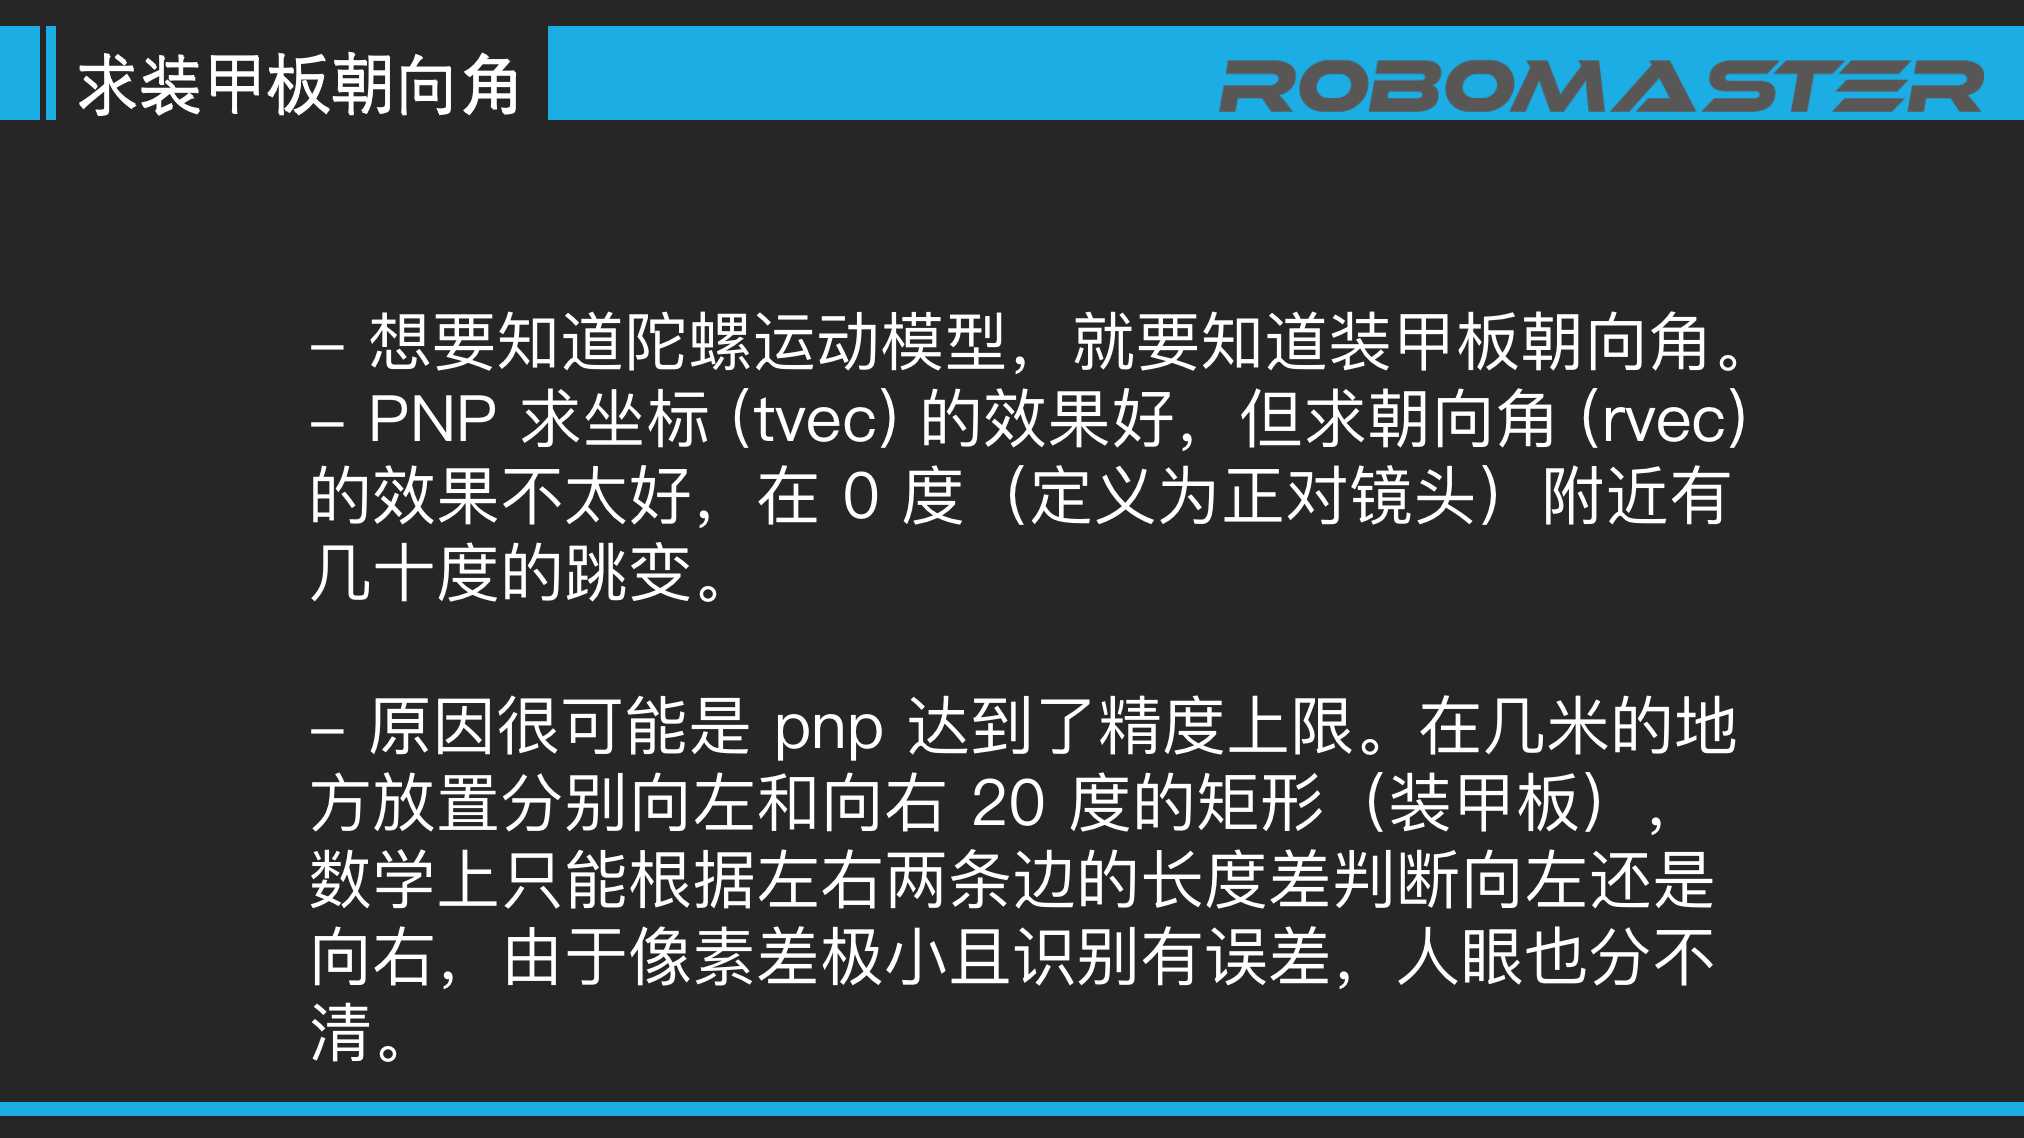 求装甲板朝向角
ROBOMASTER
– 想要知道陀螺运动模型，就要知道装甲板朝向角。
– PNP 求坐标 (tvec) 的效果好，但求朝向角 (rvec)
的效果不太好，在 0 度（定义为正对镜头）附近有
几十度的跳变。
– 原因很可能是 pnp 达到了精度上限。在几米的地
方放置分别向左和向右 20 度的矩形（装甲板），
数学上只能根据左右两条边的长度差判断向左还是
向右，由于像素差极小且识别有误差，人眼也分不
清。